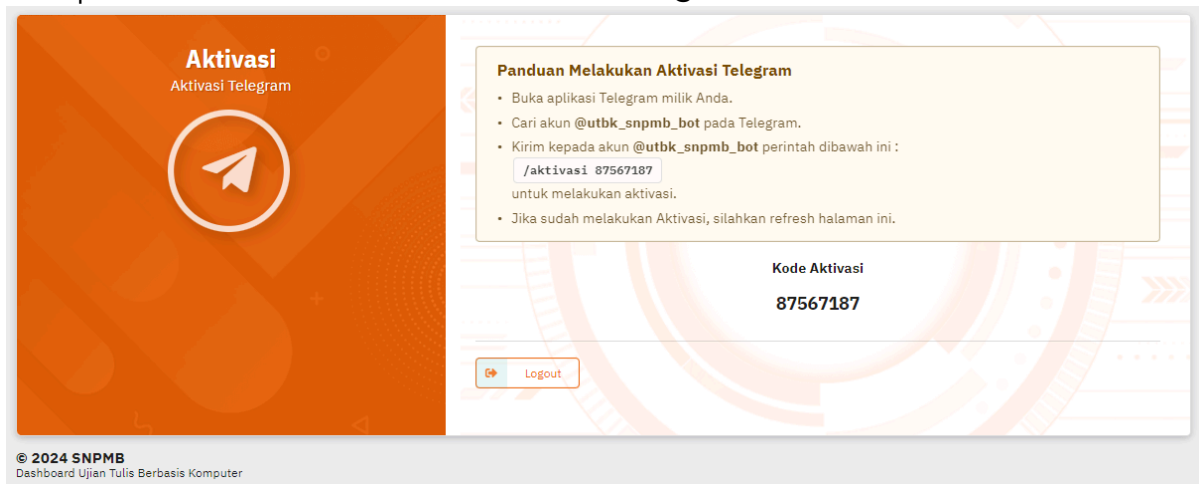 Aktivasi
Aktivasi Telegram
Panduan Melakukan Aktivasi Telegram
• Buka aplikasi Telegram milik Anda.
• Cari akun @utbk_snpmb_bot pada Telegram.
• Kirim kepada akun @utbk_snpmb_bot perintah dibawah ini :
/aktivasi 87567187
untuk melakukan aktivasi.
• Jika sudah melakukan Aktivasi, silahkan refresh halaman ini.
Kode Aktivasi
87567187
Logout
© 2024 SNPMB
Dashboard Ujian Tulis Berbasis Komputer